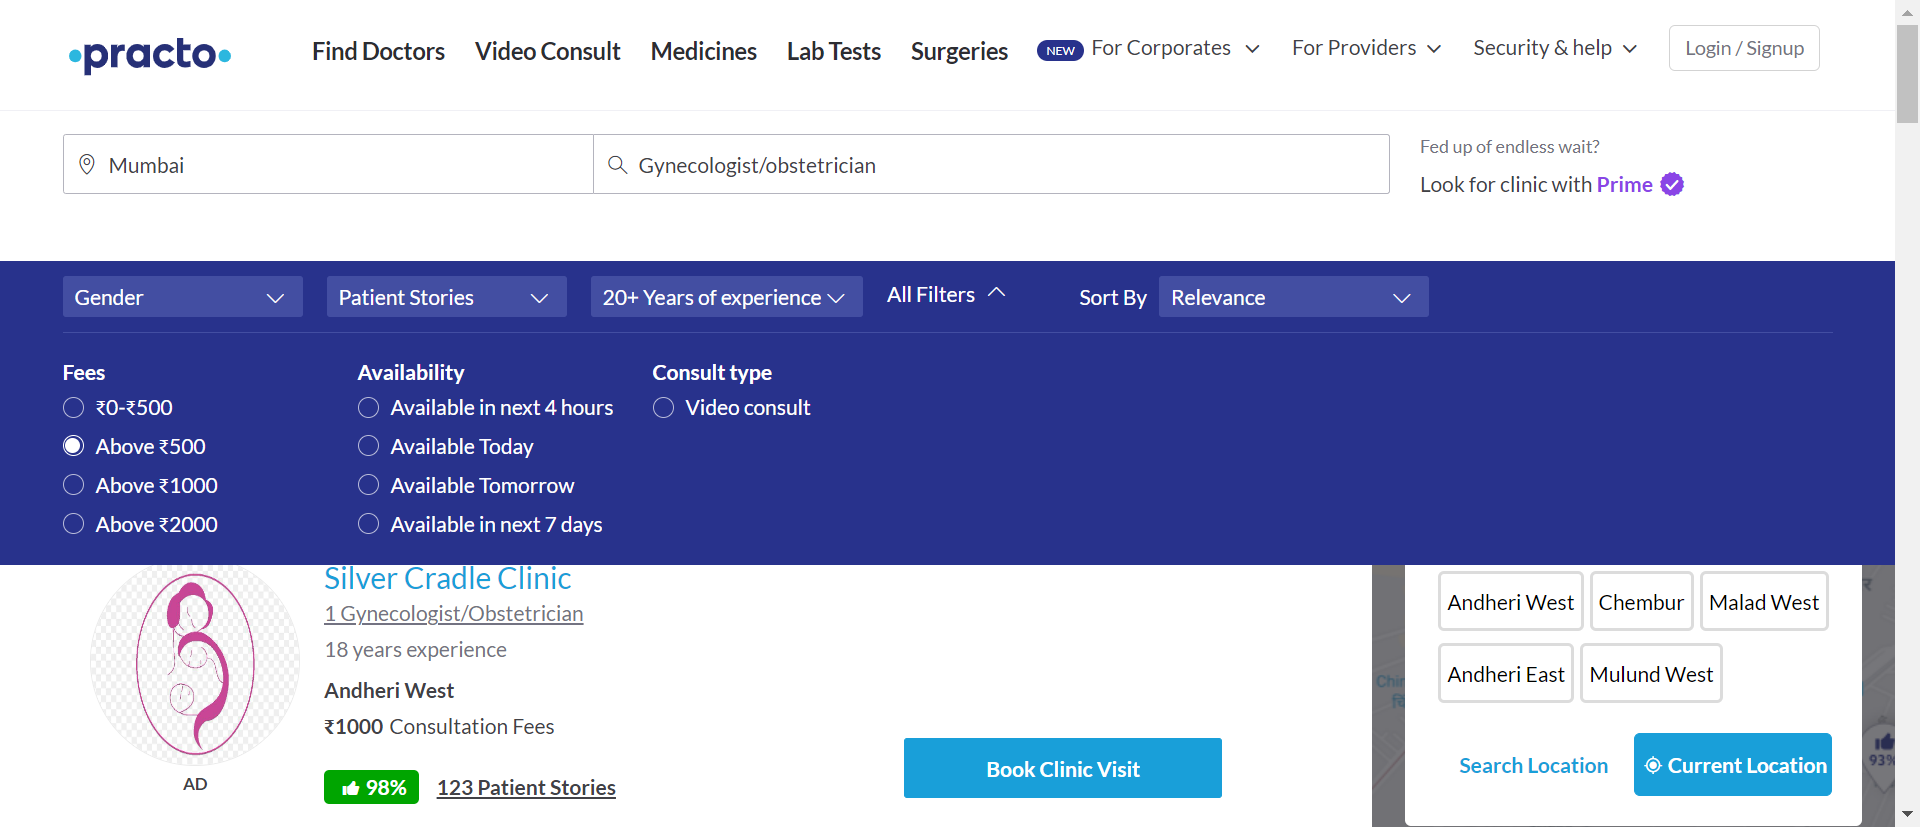 practo
Find Doctors
Video Consult
Medicines
Lab Tests
Surgeries
NEW
For Corporates
For Providers
Security & help
Login / Signup
Mumbai
Gynecologist/obstetrician
Fed up of endless wait?
Look for clinic with Prime
Gender
Patient Stories
20+ Years of experience
All Filters
Sort By
Relevance
Fees
₹0-₹500
Above ₹500
Above ₹1000
Above ₹2000
Availability
Available in next 4 hours
Available Today
Available Tomorrow
Available in next 7 days
Consult type
Video consult
Silver Cradle Clinic
1 Gynecologist/Obstetrician
18 years experience
Andheri West
₹1000 Consultation Fees
98%
123 Patient Stories
AD
Book Clinic Visit
Andheri West
Chembur
Malad West
Andheri East
Mulund West
Search Location
Current Location
93%